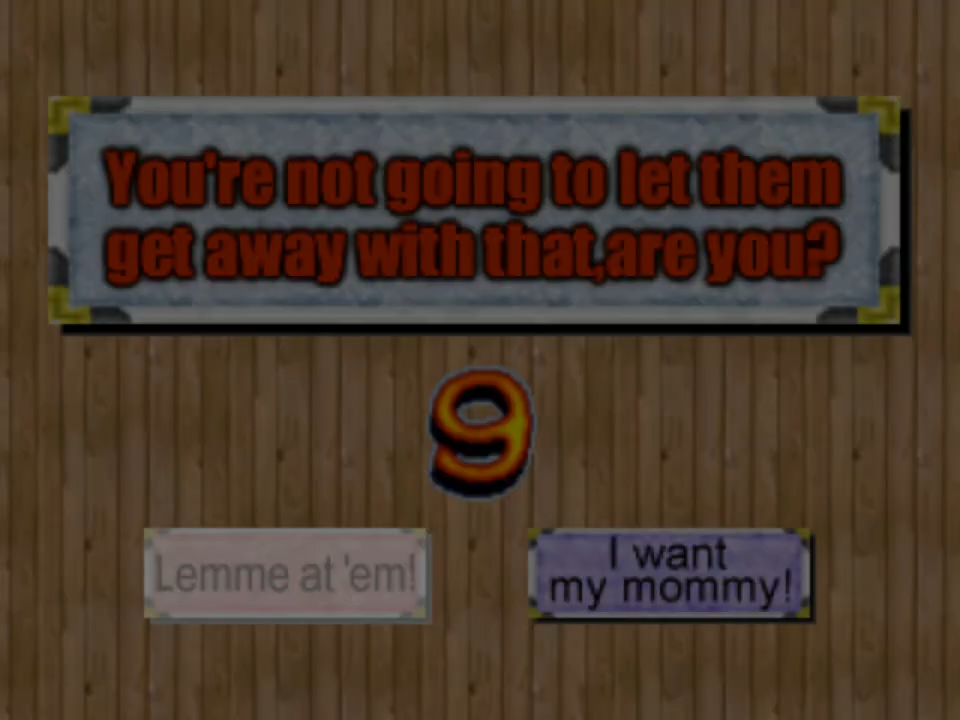 You're not going to let them
get away with that,are you?
9
Lemme at 'em!
I want
my mommy!